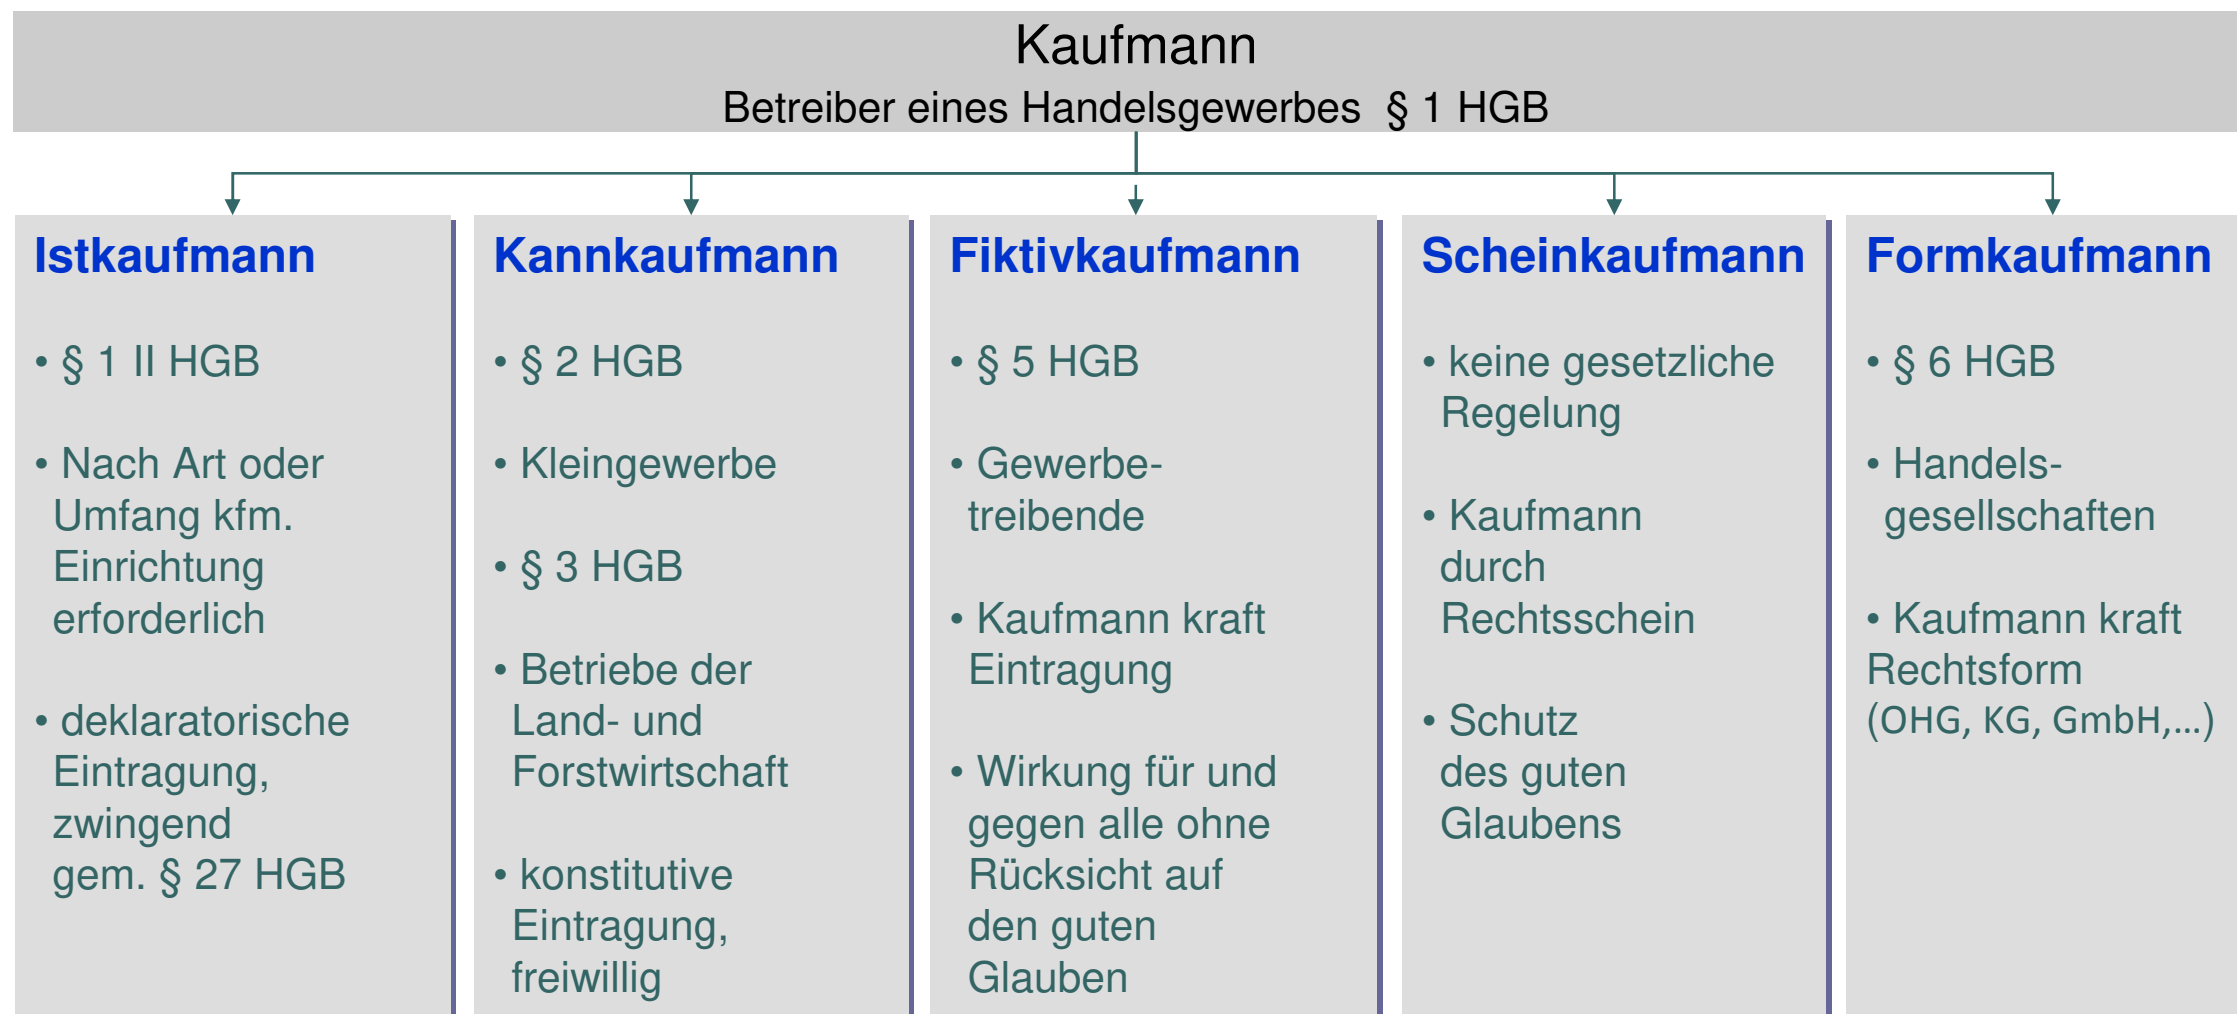 Kaufmann
Betreiber eines Handelsgewerbes § 1 HGB
Istkaufmann
• § 1 II HGB
• Nach Art oder
Umfang kfm.
Einrichtung
erforderlich
• deklaratorische
Eintragung,
zwingend
gem. § 27 HGB
Kannkaufmann
• § 2 HGB
• Kleingewerbe
• § 3 HGB
• Betriebe der
Land- und
Forstwirtschaft
• konstitutive
Eintragung,
freiwillig
Fiktivkaufmann
• § 5 HGB
• Gewerbe-
treibende
• Kaufmann kraft
Eintragung
• Wirkung für und
gegen alle ohne
Rücksicht auf
den guten
Glauben
Scheinkaufmann
• keine gesetzliche
Regelung
• Kaufmann
durch
Rechtsschein
• Schutz
des guten
Glaubens
Formkaufmann
• § 6 HGB
• Handels-
gesellschaften
• Kaufmann kraft
Rechtsform
(OHG, KG, GmbH,...)